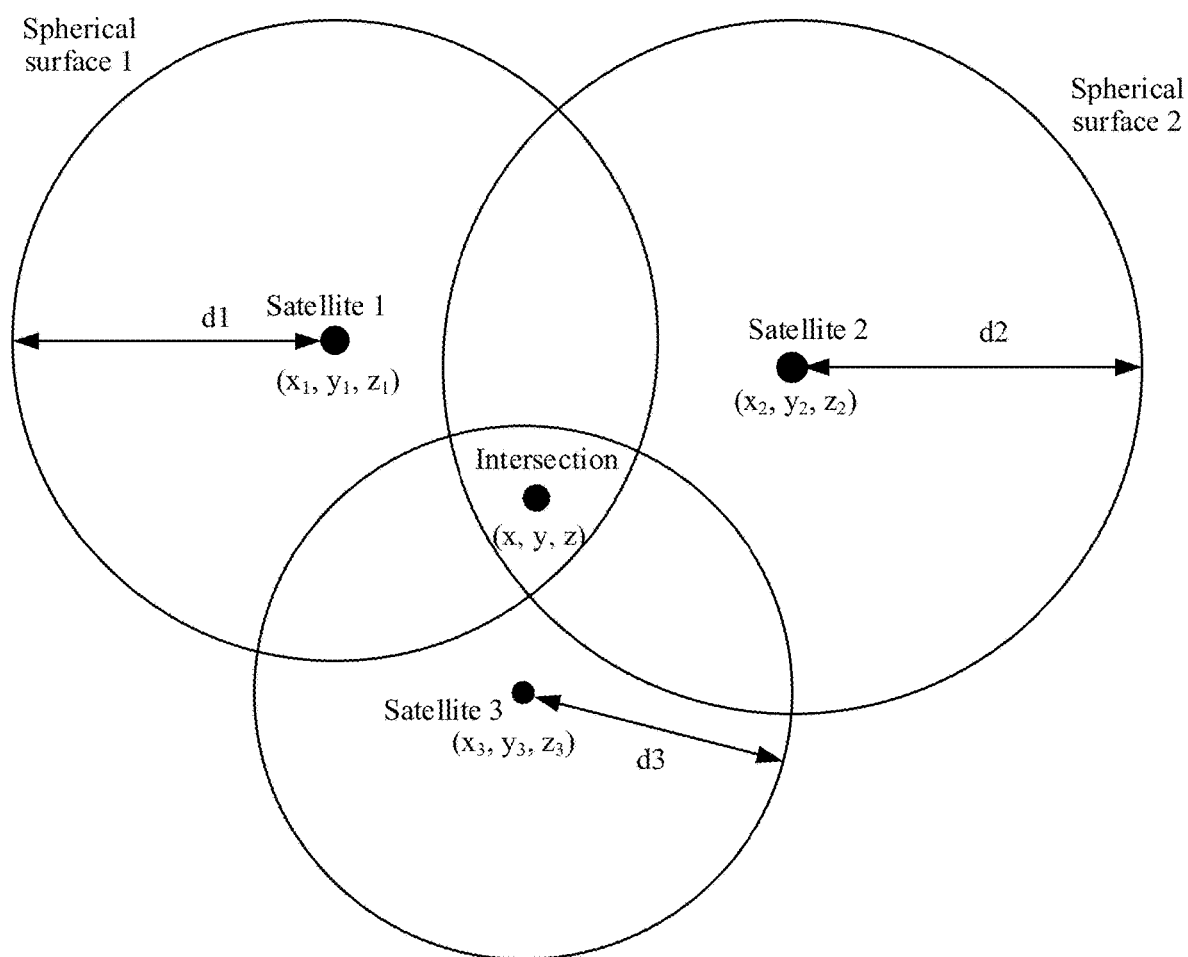 Spherical
surface 1
Spherical
surface 2
d1
Satellite 1
(x₁, y₁, z₁)
Satellite 2
d2
(x₂, y₂, z₂)
Intersection
(x, y, z)
Satellite 3
(x₃, y₃, z₃)
d3